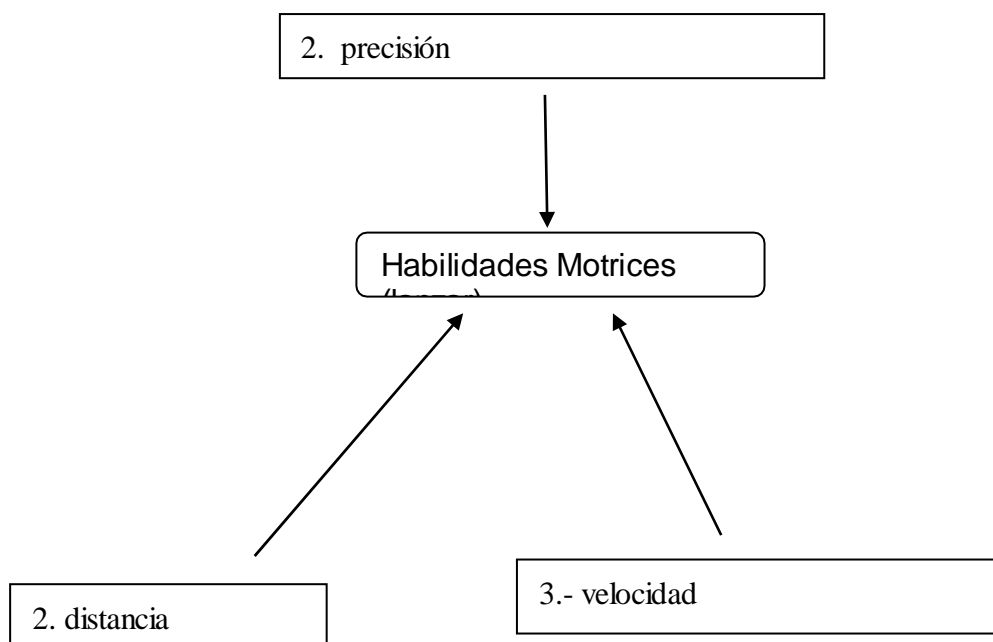 2. precisión
Habilidades Motrices
2. distancia
3.- velocidad